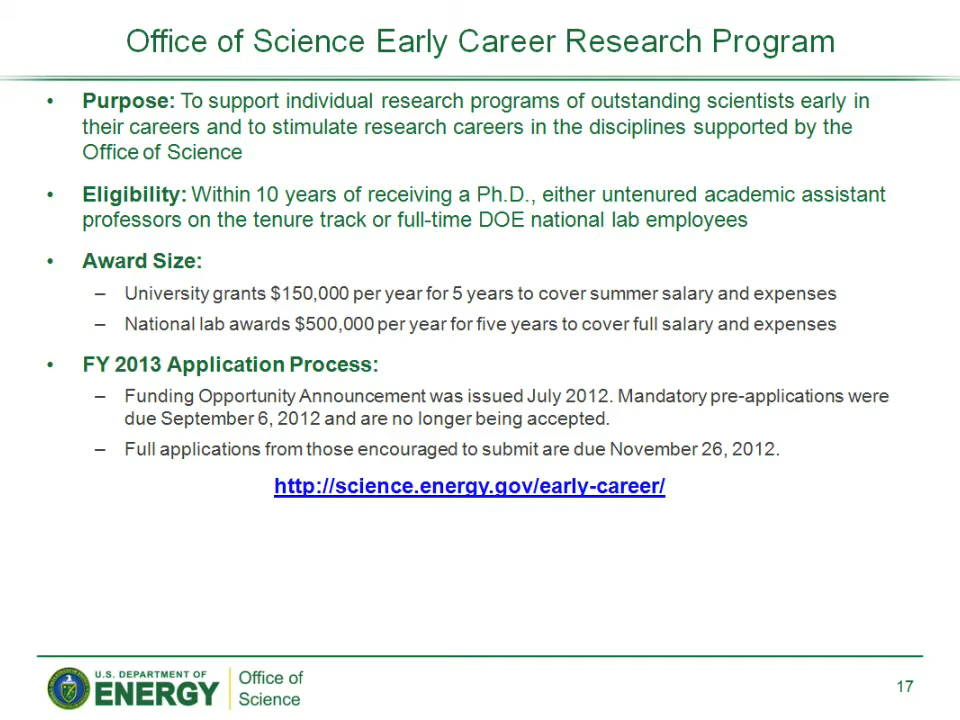 Office of Science Early Career Research Program
• Purpose: To support individual research programs of outstanding scientists early in
their careers and to stimulate research careers in the disciplines supported by the
Office of Science
• Eligibility: Within 10 years of receiving a Ph.D., either untenured academic assistant
professors on the tenure track or full-time DOE national lab employees
• Award Size:
– University grants $150,000 per year for 5 years to cover summer salary and expenses
– National lab awards $500,000 per year for five years to cover full salary and expenses
• FY 2013 Application Process:
– Funding Opportunity Announcement was issued July 2012. Mandatory pre-applications were
due September 6, 2012 and are no longer being accepted.
– Full applications from those encouraged to submit are due November 26, 2012.
http://science.energy.gov/early-career/
U.S. DEPARTMENT OF
ENERGY
Office of
Science
17